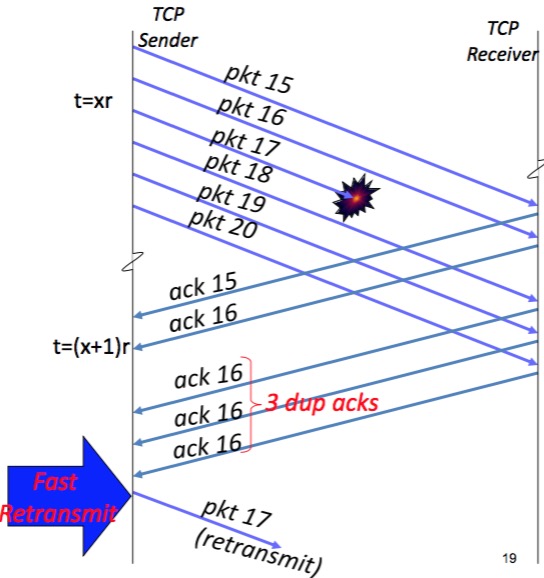 TCP
Sender
TCP
Receiver
pkt 15
t=xr
pkt 16
pkt 17
pkt 18
pkt 19
pkt 20
ack 15
ack 16
t=(x+1)r
ack 16
3 dup acks
ack 16
ack 16
Fast
Retransmit
pkt 17
(retransmit)
19